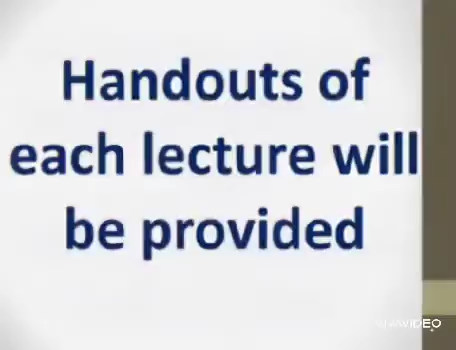 Handouts of
each lecture will
be provided